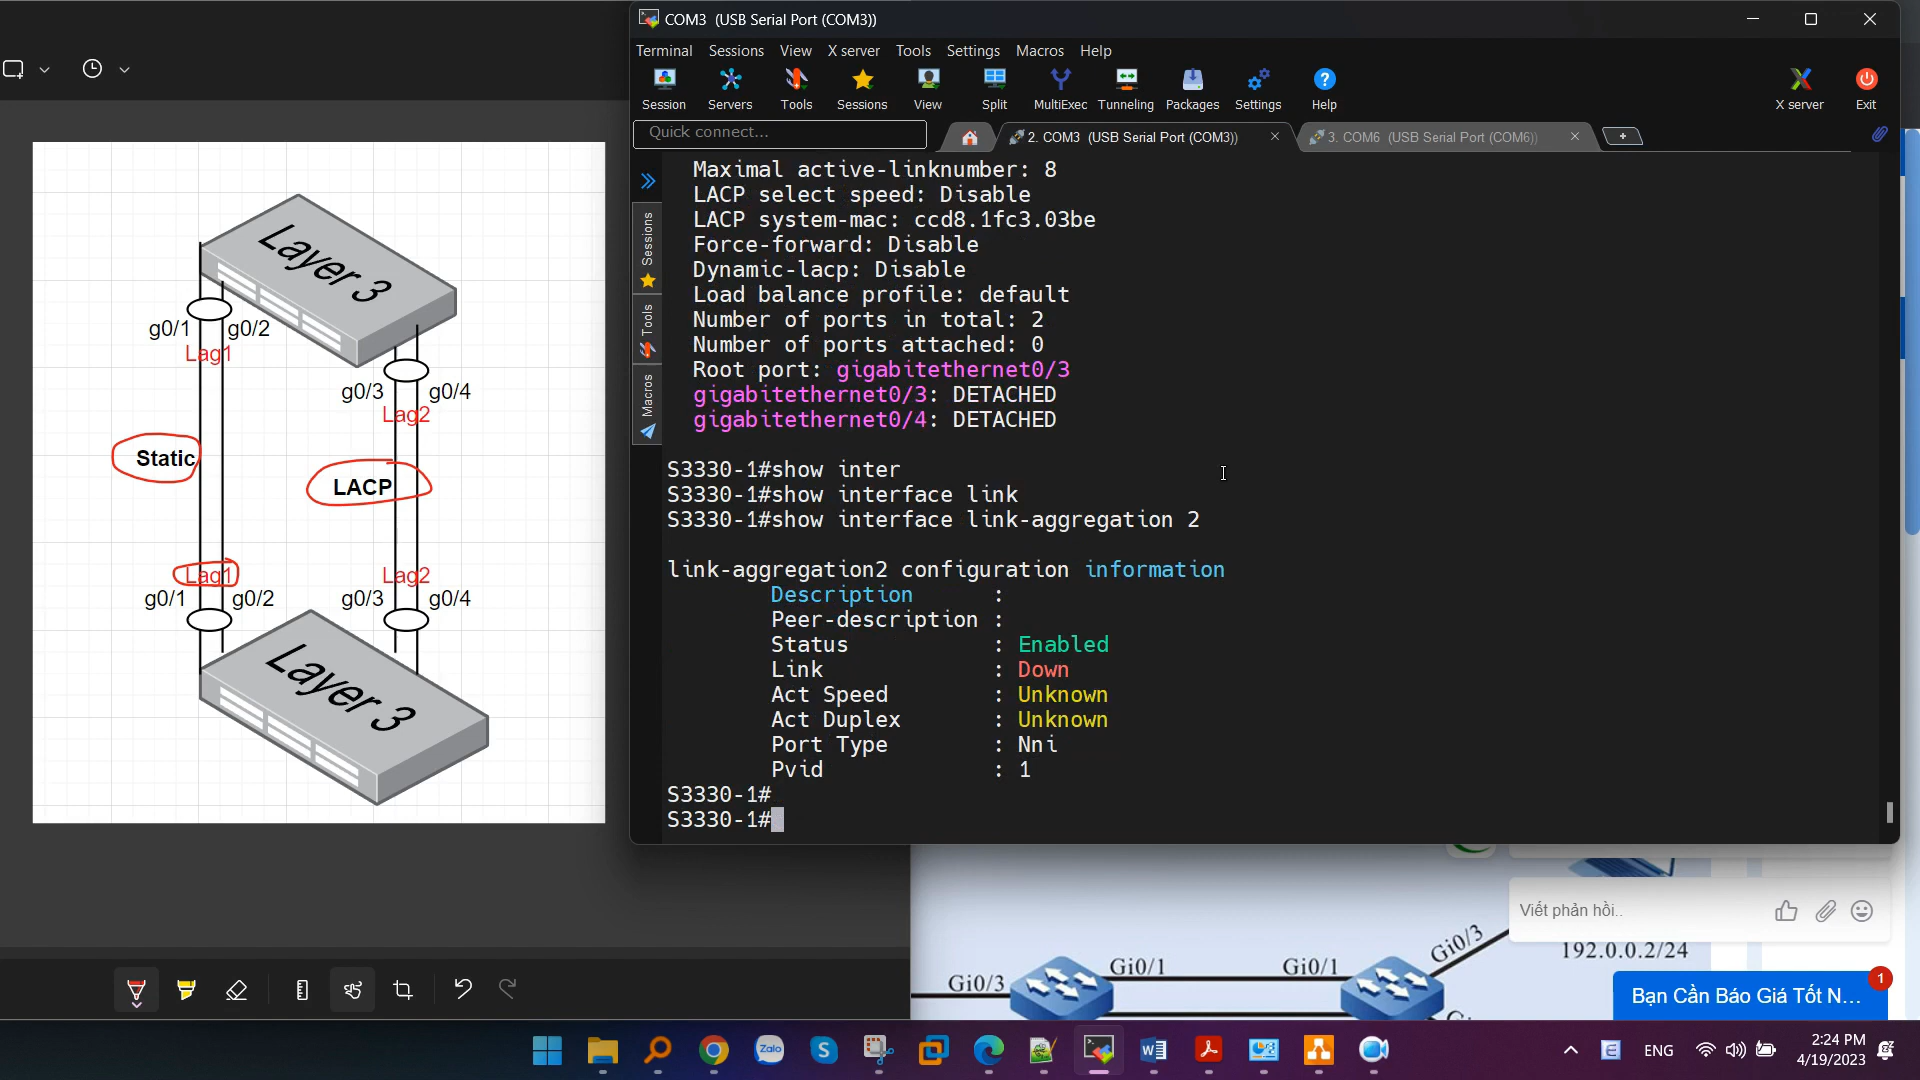 COM3 (USB Serial Port (COM3))
Terminal Sessions View X server Tools Settings Macros Help
Session Servers Tools Sessions View Split MultiExec Tunneling Packages Settings Help X server Exit
Quick connect...
2. COM3 (USB Serial Port (COM3))
3. COM6 (USB Serial Port (COM6))
Sessions
Tools
Macros
Maximal active-linknumber: 8
LACP select speed: Disable
LACP system-mac: ccd8.1fc3.03be
Force-forward: Disable
Dynamic-lacp: Disable
Load balance profile: default
Number of ports in total: 2
Number of ports attached: 0
Root port: gigabitethernet0/3
gigabitethernet0/3: DETACHED
gigabitethernet0/4: DETACHED
S3330-1#show inter
S3330-1#show interface link
S3330-1#show interface link-aggregation 2
link-aggregation2 configuration information
Description :
Peer-description :
Status : Enabled
Link : Down
Act Speed : Unknown
Act Duplex : Unknown
Port Type : Nni
Pvid : 1
S3330-1#
S3330-1#
Layer 3
g0/1 g0/2
Lag1
g0/3 g0/4
Lag2
Static
LACP
Lag1 Lag2
g0/1 g0/2 g0/3 g0/4
Layer 3
Viết phản hồi..
192.0.0.2/24
Gi0/3
Gi0/1
Gi0/1
Gi0/3
1
Bạn Cần Báo Giá Tốt N...
Zalo
ENG
2:24 PM
4/19/2023